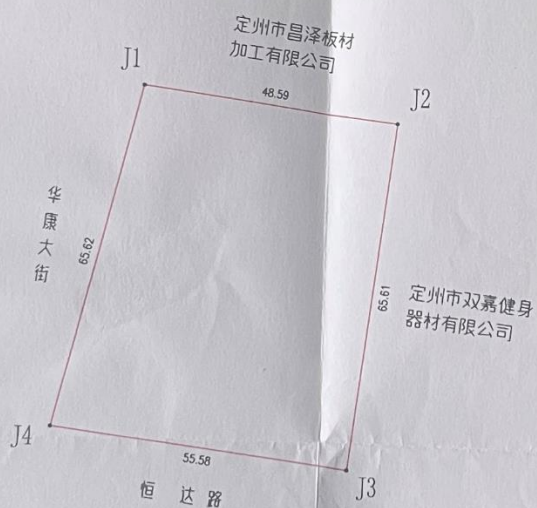 定州市昌泽板材
加工有限公司
J1
48.59
J2
华康大街
65.62
65.61
定州市双嘉健身
器材有限公司
J4
55.58
J3
恒达路